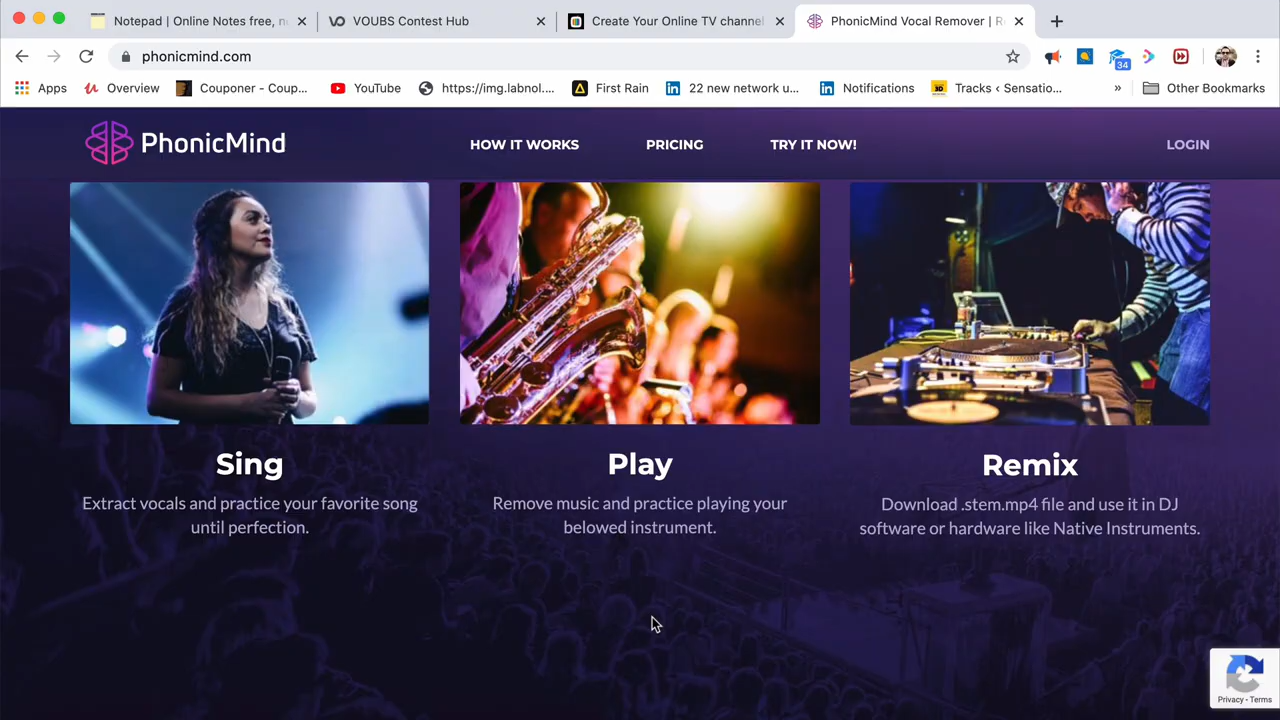 Notepad | Online Notes free, n
VOUBS Contest Hub
Create Your Online TV channel
PhonicMind Vocal Remover | R
phonicmind.com
34
Apps
Overview
Couponer - Coup...
YouTube
https://img.labnol....
First Rain
22 new network u...
Notifications
Tracks ‹ Sensatio...
»
Other Bookmarks
PhonicMind
HOW IT WORKS
PRICING
TRY IT NOW!
LOGIN
Sing
Extract vocals and practice your favorite song
until perfection.
Play
Remove music and practice playing your
belowed instrument.
Remix
Download .stem.mp4 file and use it in DJ
software or hardware like Native Instruments.
Privacy - Terms